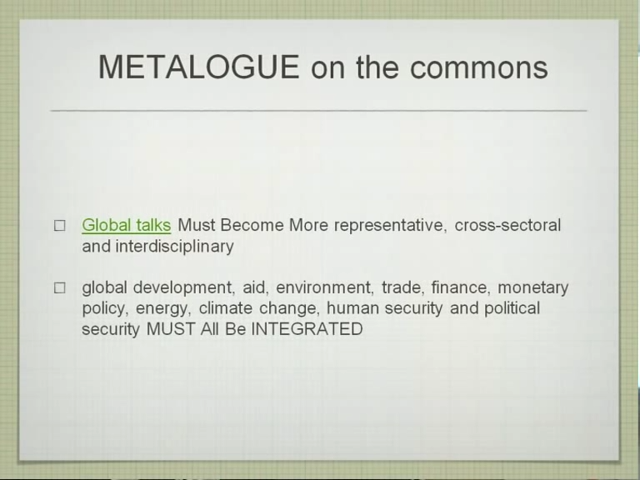 METALOGUE on the commons
Global talks Must Become More representative, cross-sectoral
and interdisciplinary
global development, aid, environment, trade, finance, monetary
policy, energy, climate change, human security and political
security MUST All Be INTEGRATED